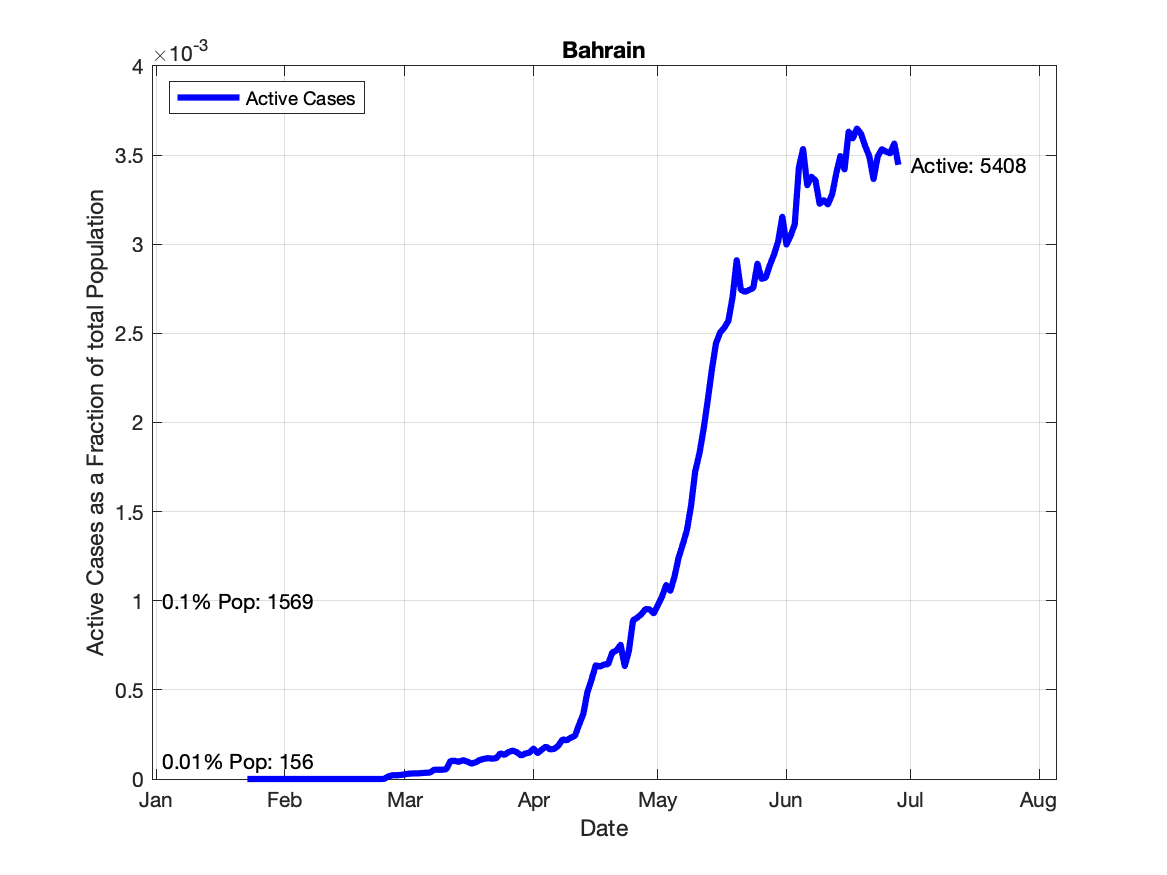 Bahrain
×10-3
4
3.5
3
2.5
2
1.5
1
0.5
0
Active Cases as a Fraction of total Population
Active Cases
Active: 5408
0.1% Pop: 1569
0.01% Pop: 156
Jan Feb Mar Apr May Jun Jul Aug
Date